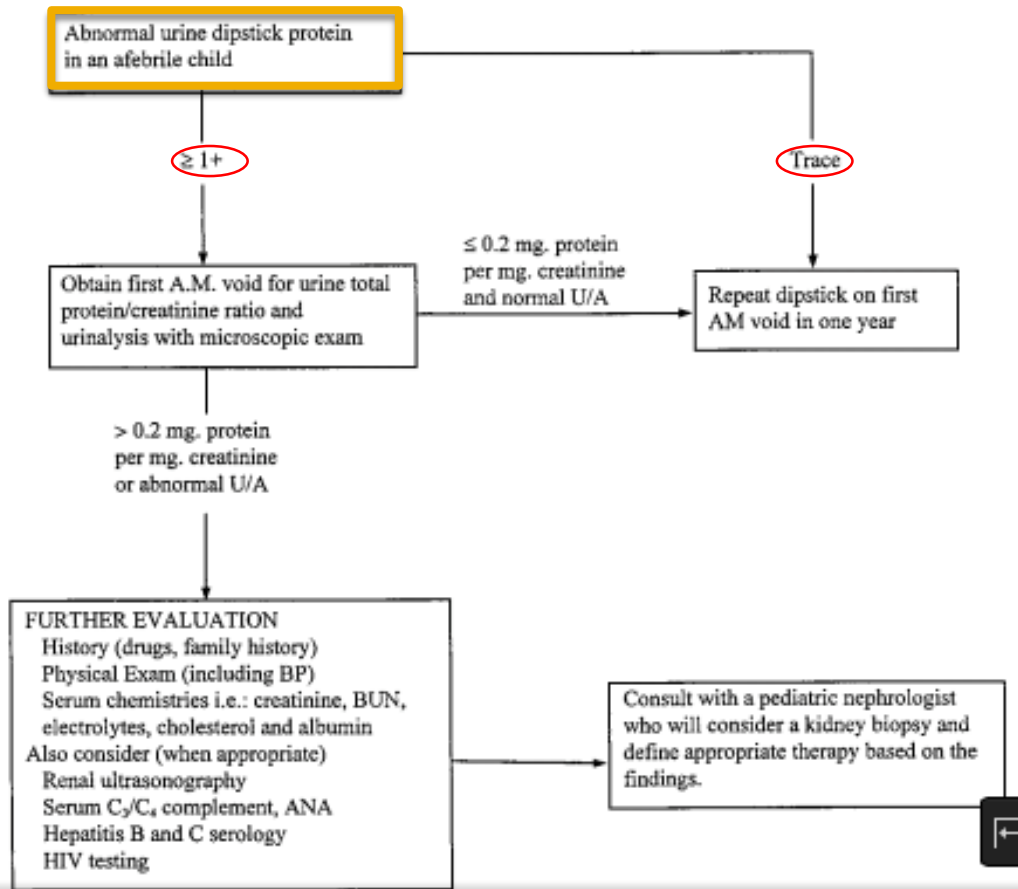 Abnormal urine dipstick protein
in an afebrile child
≥ 1+
Trace
≤ 0.2 mg. protein
per mg. creatinine
and normal U/A
Obtain first A.M. void for urine total
protein/creatinine ratio and
urinalysis with microscopic exam
Repeat dipstick on first
AM void in one year
> 0.2 mg. protein
per mg. creatinine
or abnormal U/A
FURTHER EVALUATION
History (drugs, family history)
Physical Exam (including BP)
Serum chemistries i.e.: creatinine, BUN,
electrolytes, cholesterol and albumin
Also consider (when appropriate)
Renal ultrasonography
Serum C₃/C₄ complement, ANA
Hepatitis B and C serology
HIV testing
Consult with a pediatric nephrologist
who will consider a kidney biopsy and
define appropriate therapy based on the
findings.